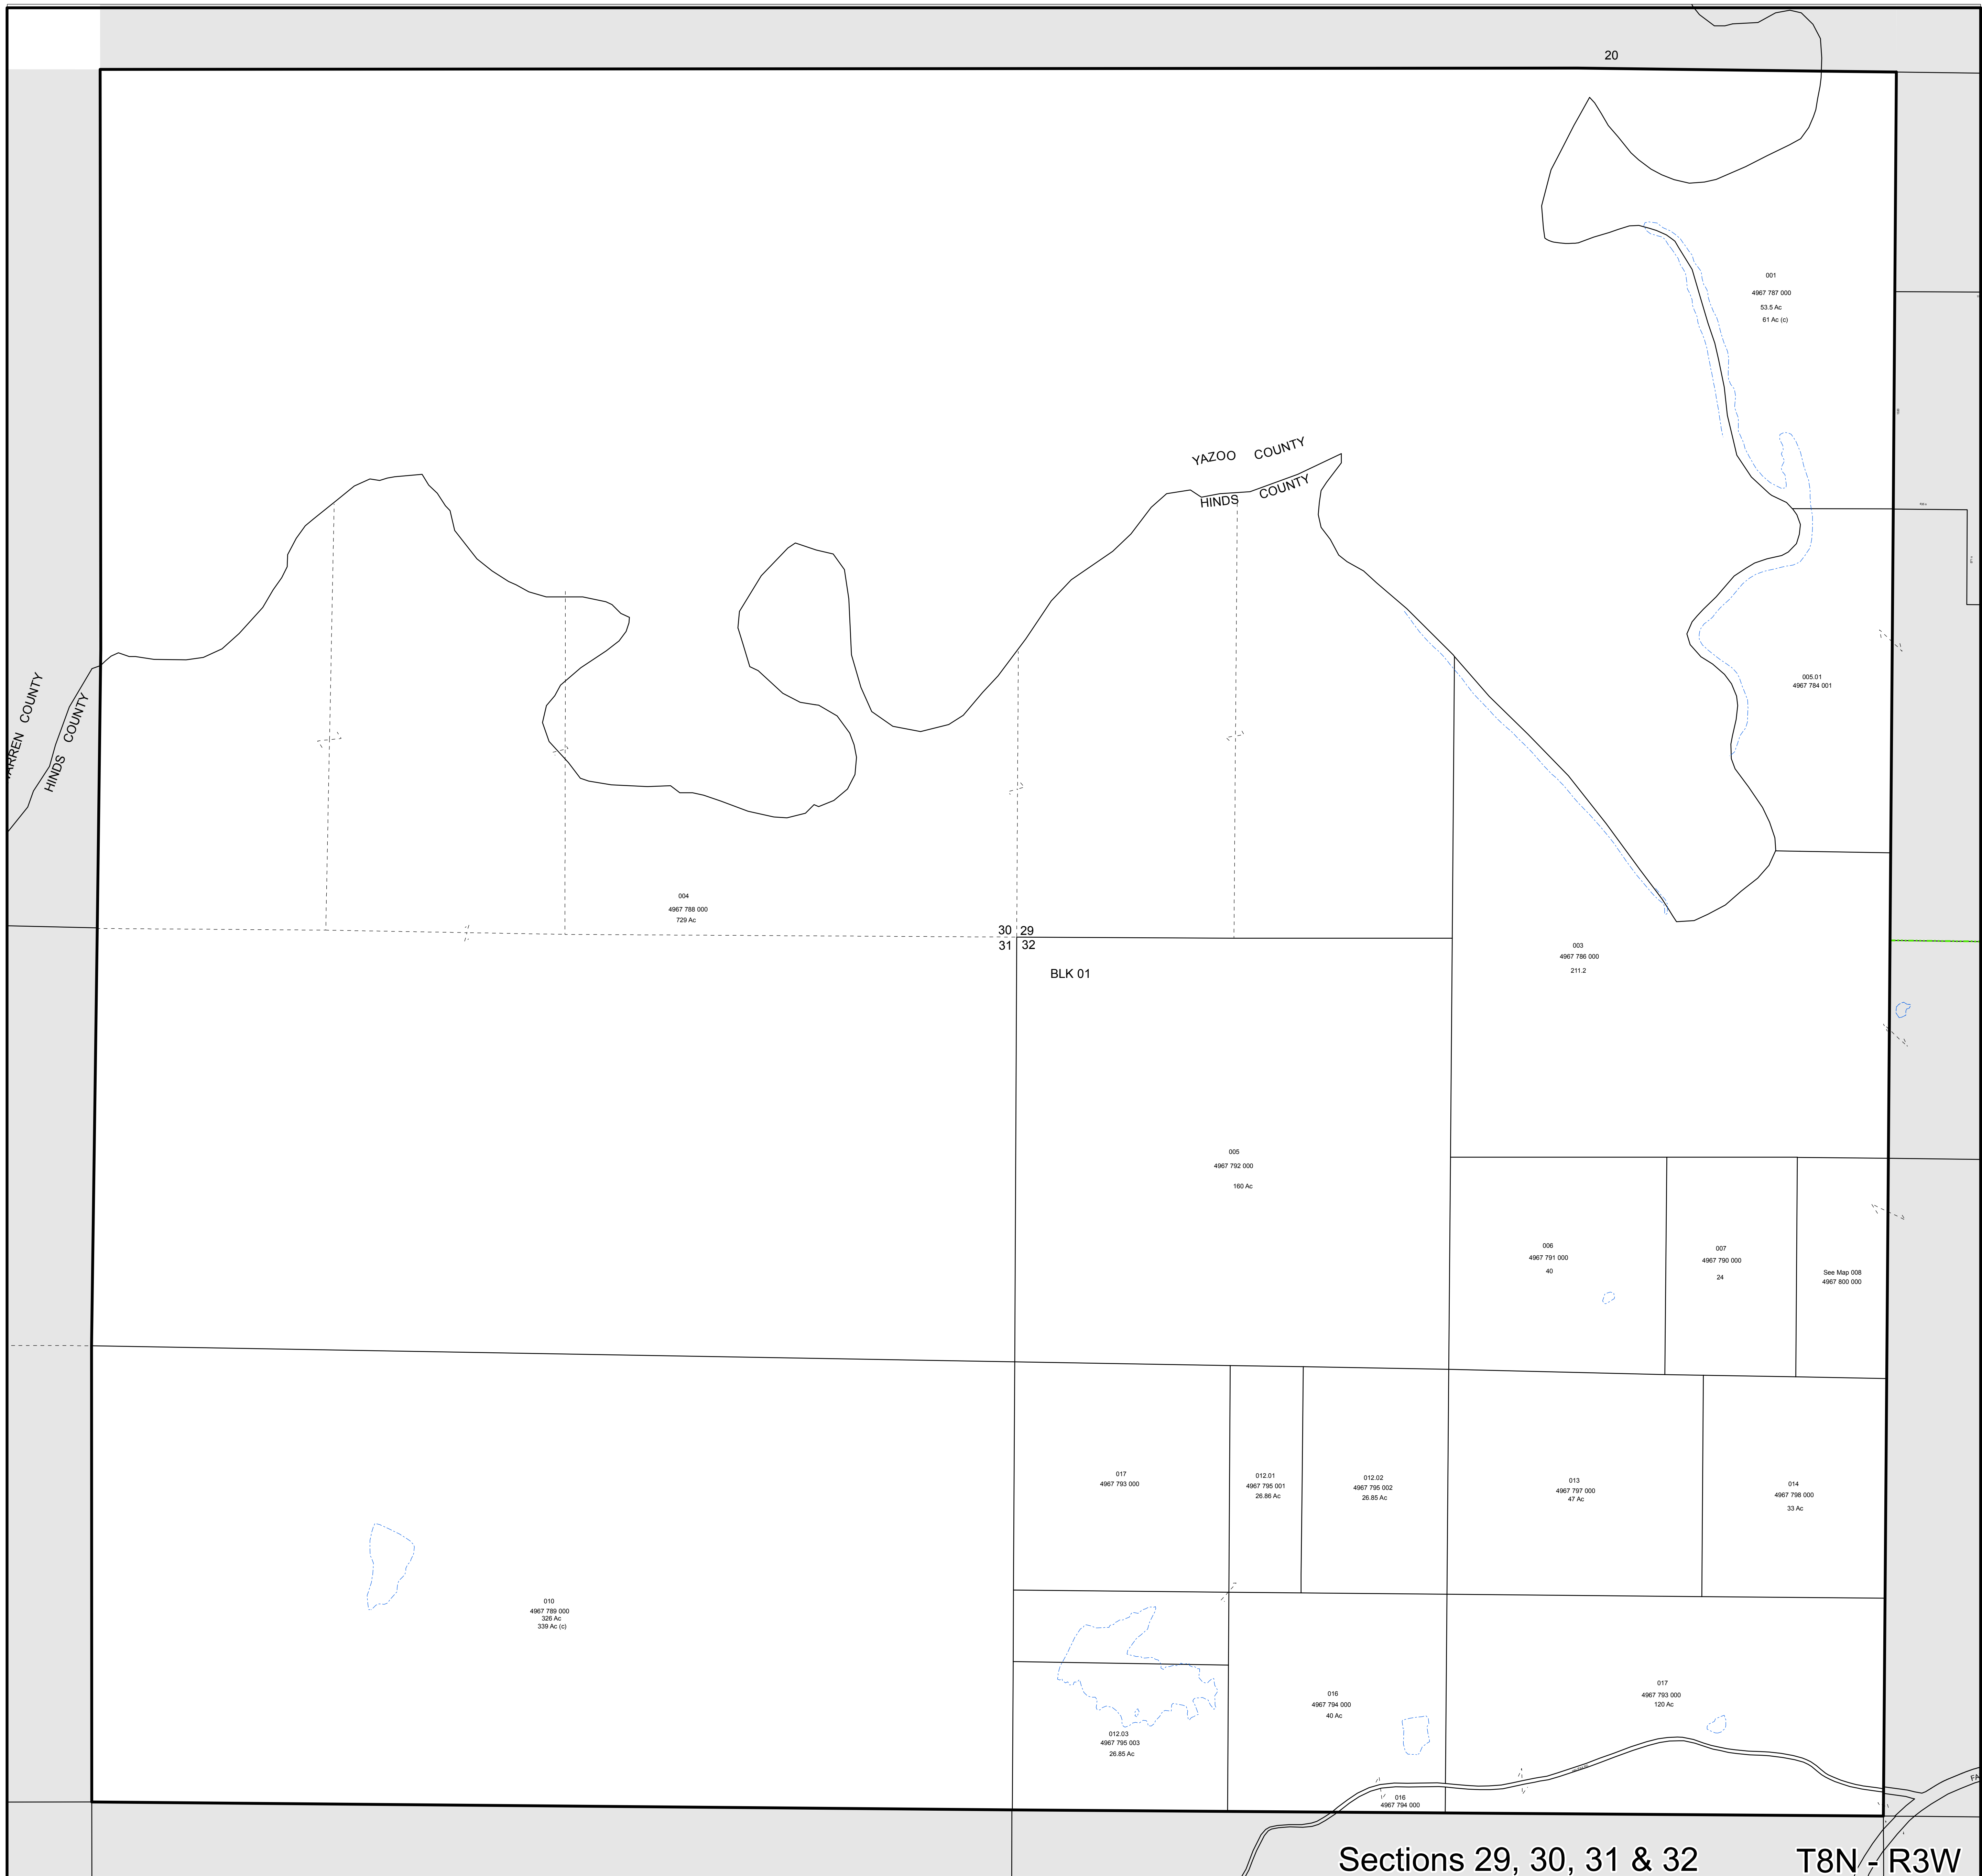 20
001
4967 787 000
53.5 Ac
61 Ac (c)
YAZOO COUNTY
HINDS COUNTY
005.01
4967 784 001
COUNTY
HINDS COUNTY
004
4967 788 000
729 Ac
30 29
31 32
BLK 01
003
4967 786 000
211.2
005
4967 792 000
160 Ac
006
4967 791 000
40
007
4967 790 000
24
See Map 008
4967 800 000
017
4967 793 000
012.01
4967 795 001
26.86 Ac
012.02
4967 795 002
26.85 Ac
013
4967 797 000
47 Ac
014
4967 798 000
33 Ac
010
4967 789 000
326 Ac
339 Ac (c)
012.03
4967 795 003
26.85 Ac
016
4967 794 000
40 Ac
017
4967 793 000
120 Ac
016
4967 794 000
Sections 29, 30, 31 & 32 T8N - R3W